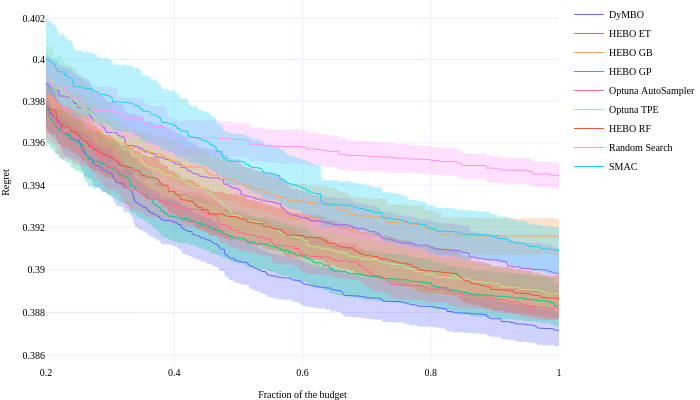 0.402
0.4
0.398
0.396
0.394
0.392
0.39
0.388
0.386
Regret
0.2
0.4
0.6
0.8
1
Fraction of the budget
DyMBO
HEBO ET
HEBO GB
HEBO GP
Optuna AutoSampler
Optuna TPE
HEBO RF
Random Search
SMAC